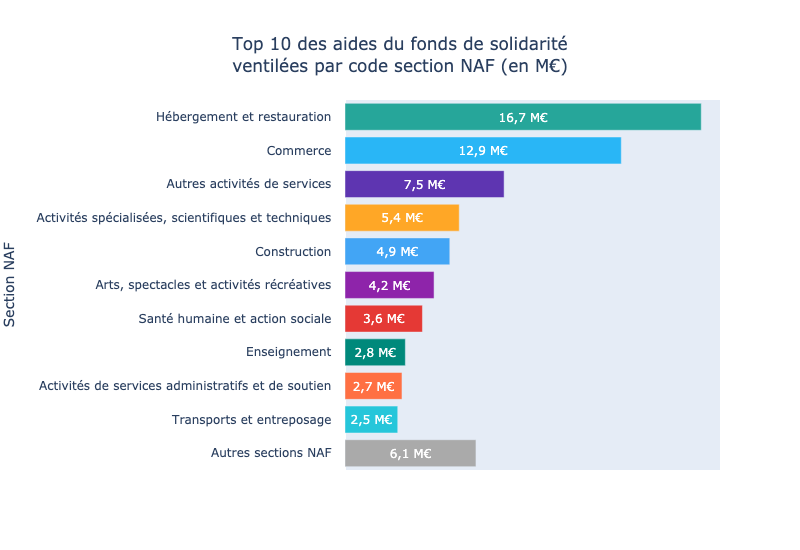 Top 10 des aides du fonds de solidarité
ventilées par code section NAF (en M€)
Section NAF
Hébergement et restauration 16,7 M€
Commerce 12,9 M€
Autres activités de services 7,5 M€
Activités spécialisées, scientifiques et techniques 5,4 M€
Construction 4,9 M€
Arts, spectacles et activités récréatives 4,2 M€
Santé humaine et action sociale 3,6 M€
Enseignement 2,8 M€
Activités de services administratifs et de soutien 2,7 M€
Transports et entreposage 2,5 M€
Autres sections NAF 6,1 M€